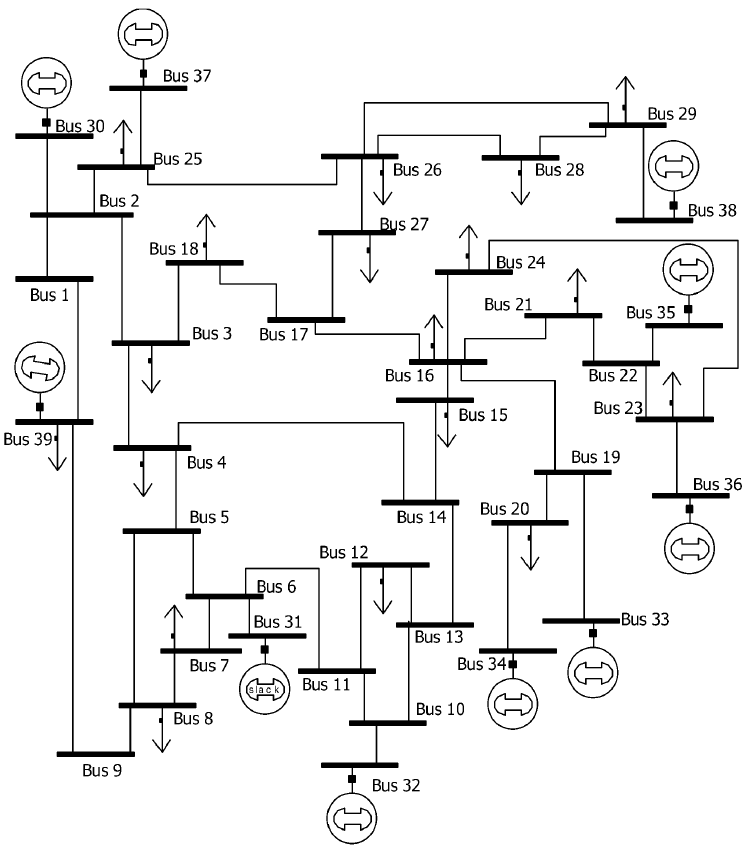 Bus 37
Bus 30
Bus 29
Bus 25
Bus 26
Bus 28
Bus 2
Bus 38
Bus 27
Bus 18
Bus 24
Bus 1
Bus 21
Bus 35
Bus 3
Bus 17
Bus 16
Bus 22
Bus 15
Bus 23
Bus 39
Bus 4
Bus 19
Bus 36
Bus 5
Bus 14
Bus 20
Bus 12
Bus 6
Bus 31
Bus 13
Bus 33
Bus 7
Bus 34
Bus 11
slack
Bus 8
Bus 10
Bus 9
Bus 32